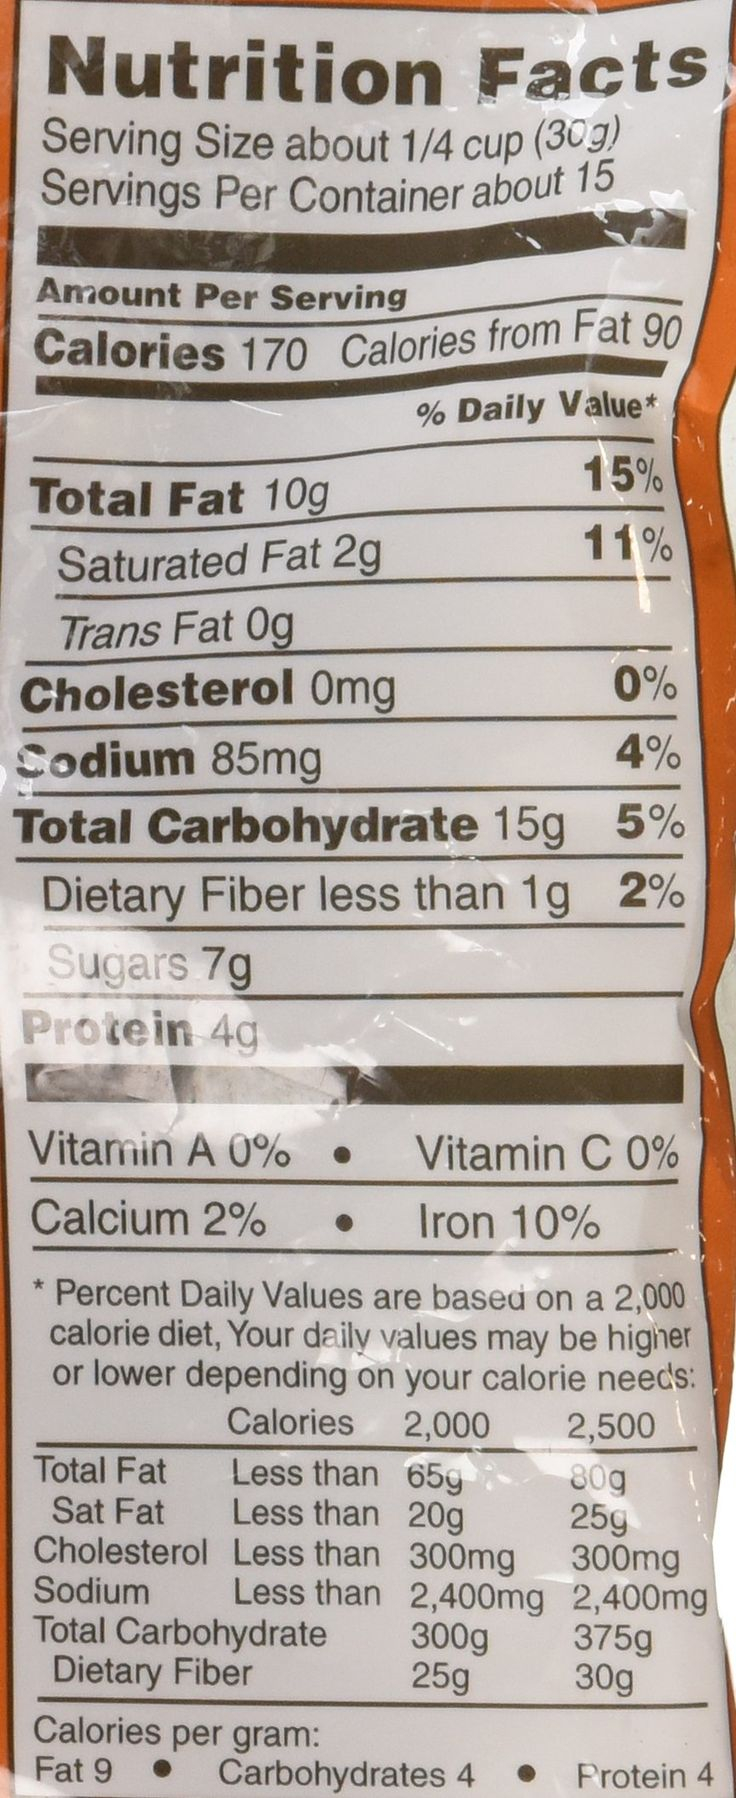 Nutrition Facts
Serving Size about 1/4 cup (30g)
Servings Per Container about 15
Amount Per Serving
Calories 170 Calories from Fat 90
% Daily Value*
Total Fat 10g 15%
Saturated Fat 2g 11%
Trans Fat 0g
Cholesterol 0mg 0%
Sodium 85mg 4%
Total Carbohydrate 15g 5%
Dietary Fiber less than 1g 2%
Sugars 7g
Protein 4g
Vitamin A 0% • Vitamin C 0%
Calcium 2% • Iron 10%
* Percent Daily Values are based on a 2,000
calorie diet, Your daily values may be higher
or lower depending on your calorie needs:
Calories 2,000 2,500
Total Fat Less than 65g 80g
Sat Fat Less than 20g 25g
Cholesterol Less than 300mg 300mg
Sodium Less than 2,400mg 2,400mg
Total Carbohydrate 300g 375g
Dietary Fiber 25g 30g
Calories per gram:
Fat 9 • Carbohydrates 4 • Protein 4